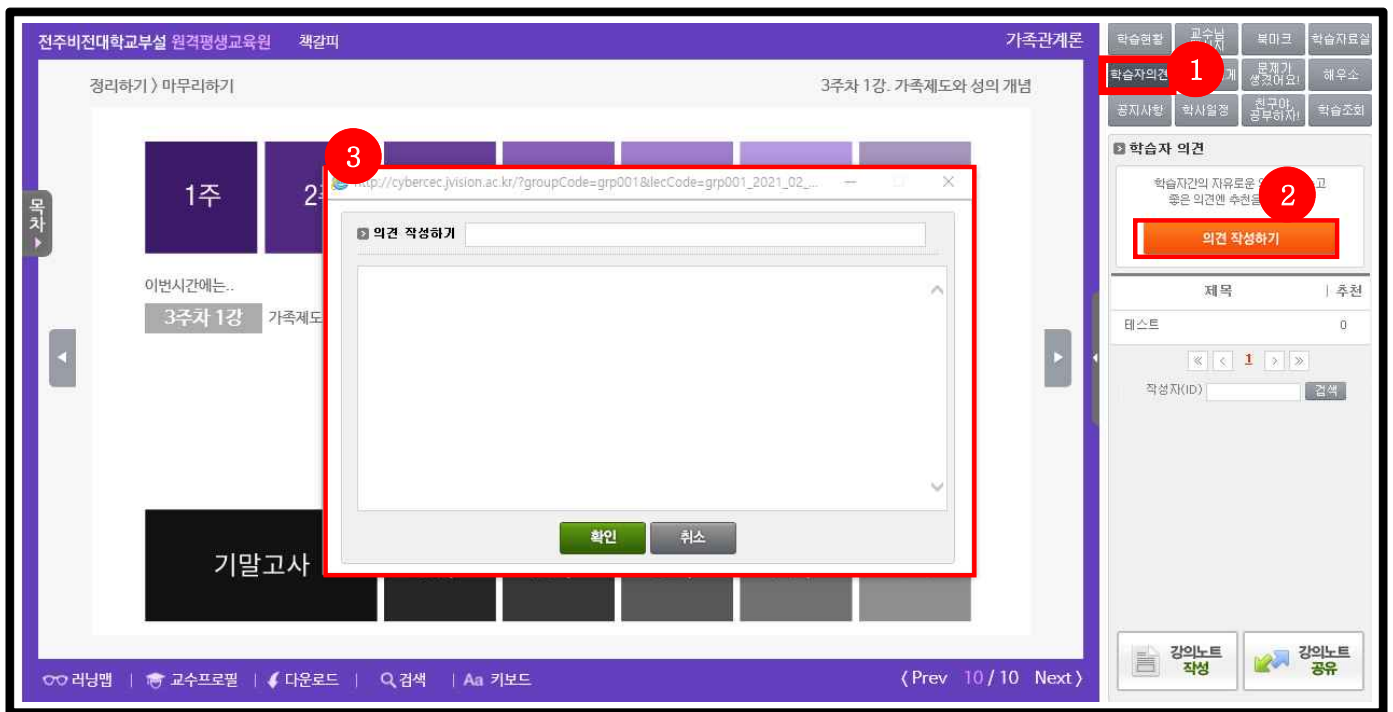 전주비전대학교부설 원격평생교육원 책갈피 가족관계론
정리하기 〉마무리하기 3주차 1강. 가족제도와 성의 개념
1주
목차
이번시간에는..
3주차 1강 가족제도
기말고사
러닝맵 | 교수프로필 | 다운로드 | 검색 | Aa 키보드
〈 Prev 10 / 10 Next 〉
3
http://cybercec.jvision.ac.kr/?groupCode=grp001&lecCode=grp001_2021_02_...
의견 작성하기
확인 취소
학습현황 교수님 북마크 학습자료실
학습자의견 1 문제가 생겼어요! 해우소
공지사항 학사일정 친구야, 공부하자! 학습조회
학습자 의견
학습자간의 자유로운 고
좋은 의견엔 추천을
2
의견 작성하기
제목 | 추천
테스트 0
« < 1 > »
작성자(ID) 검색
강의노트 작성
강의노트 공유